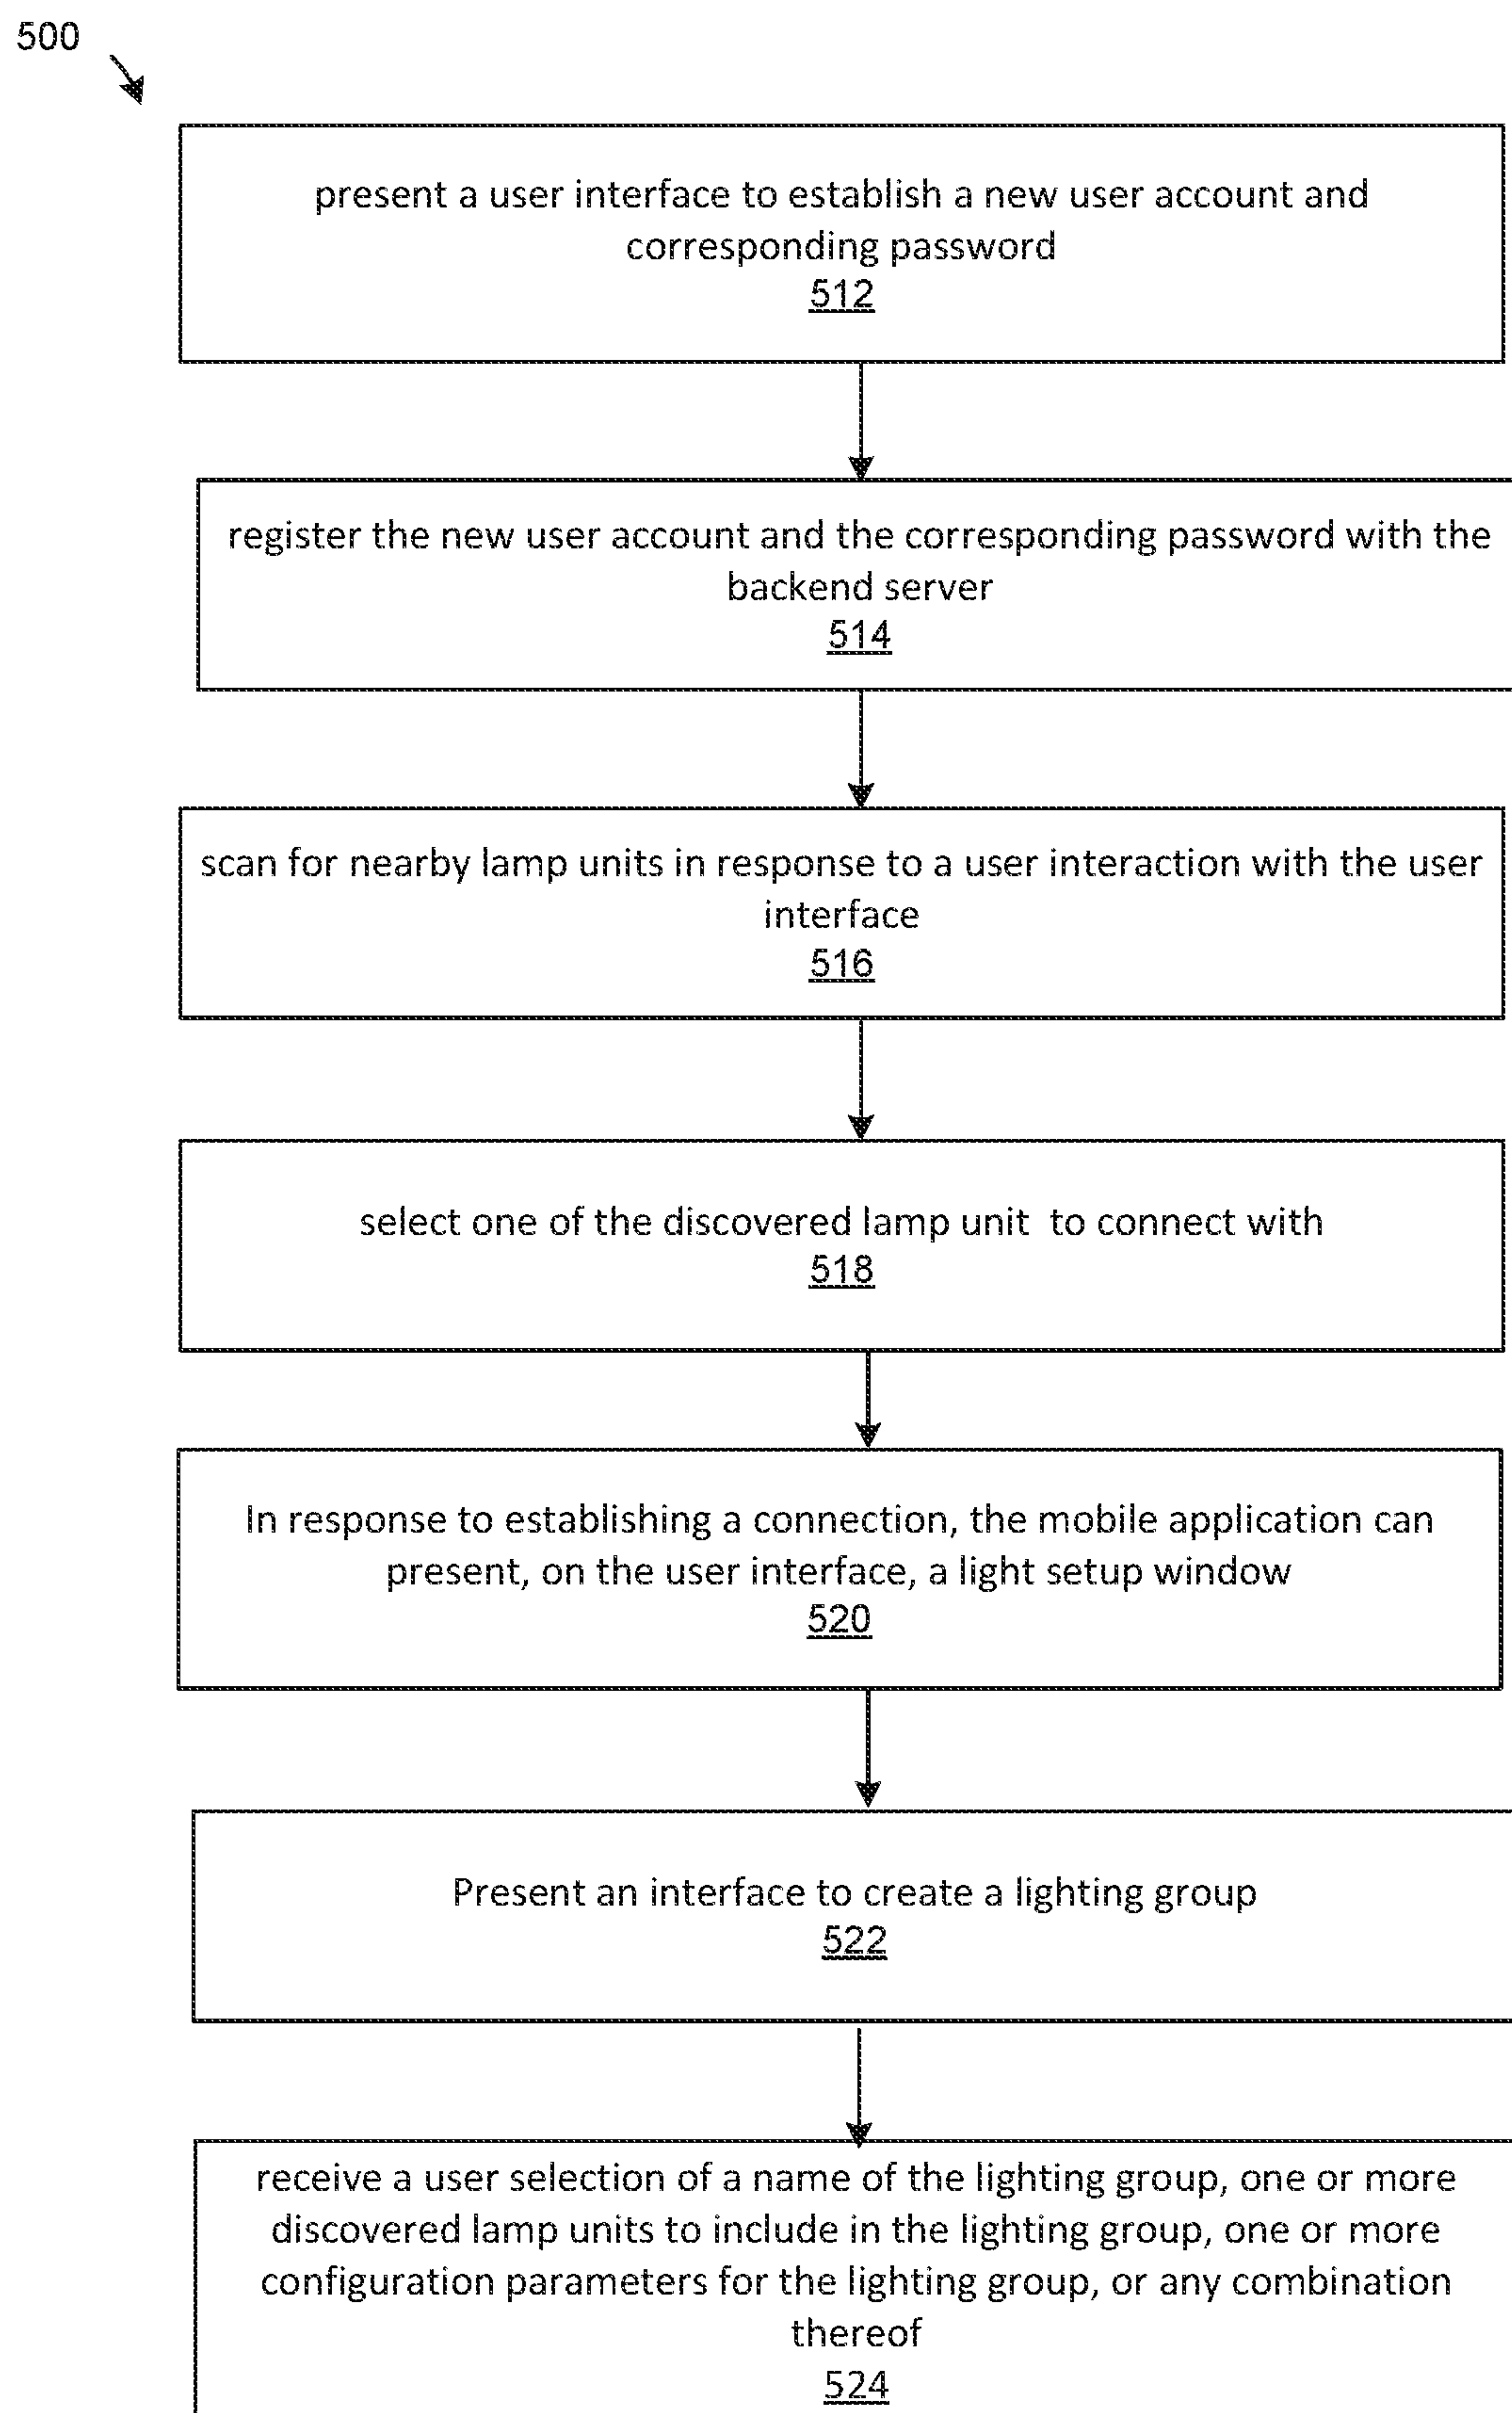 500
present a user interface to establish a new user account and
corresponding password
512
register the new user account and the corresponding password with the
backend server
514
scan for nearby lamp units in response to a user interaction with the user
interface
516
select one of the discovered lamp unit to connect with
518
In response to establishing a connection, the mobile application can
present, on the user interface, a light setup window
520
Present an interface to create a lighting group
522
receive a user selection of a name of the lighting group, one or more
discovered lamp units to include in the lighting group, one or more
configuration parameters for the lighting group, or any combination
thereof
524